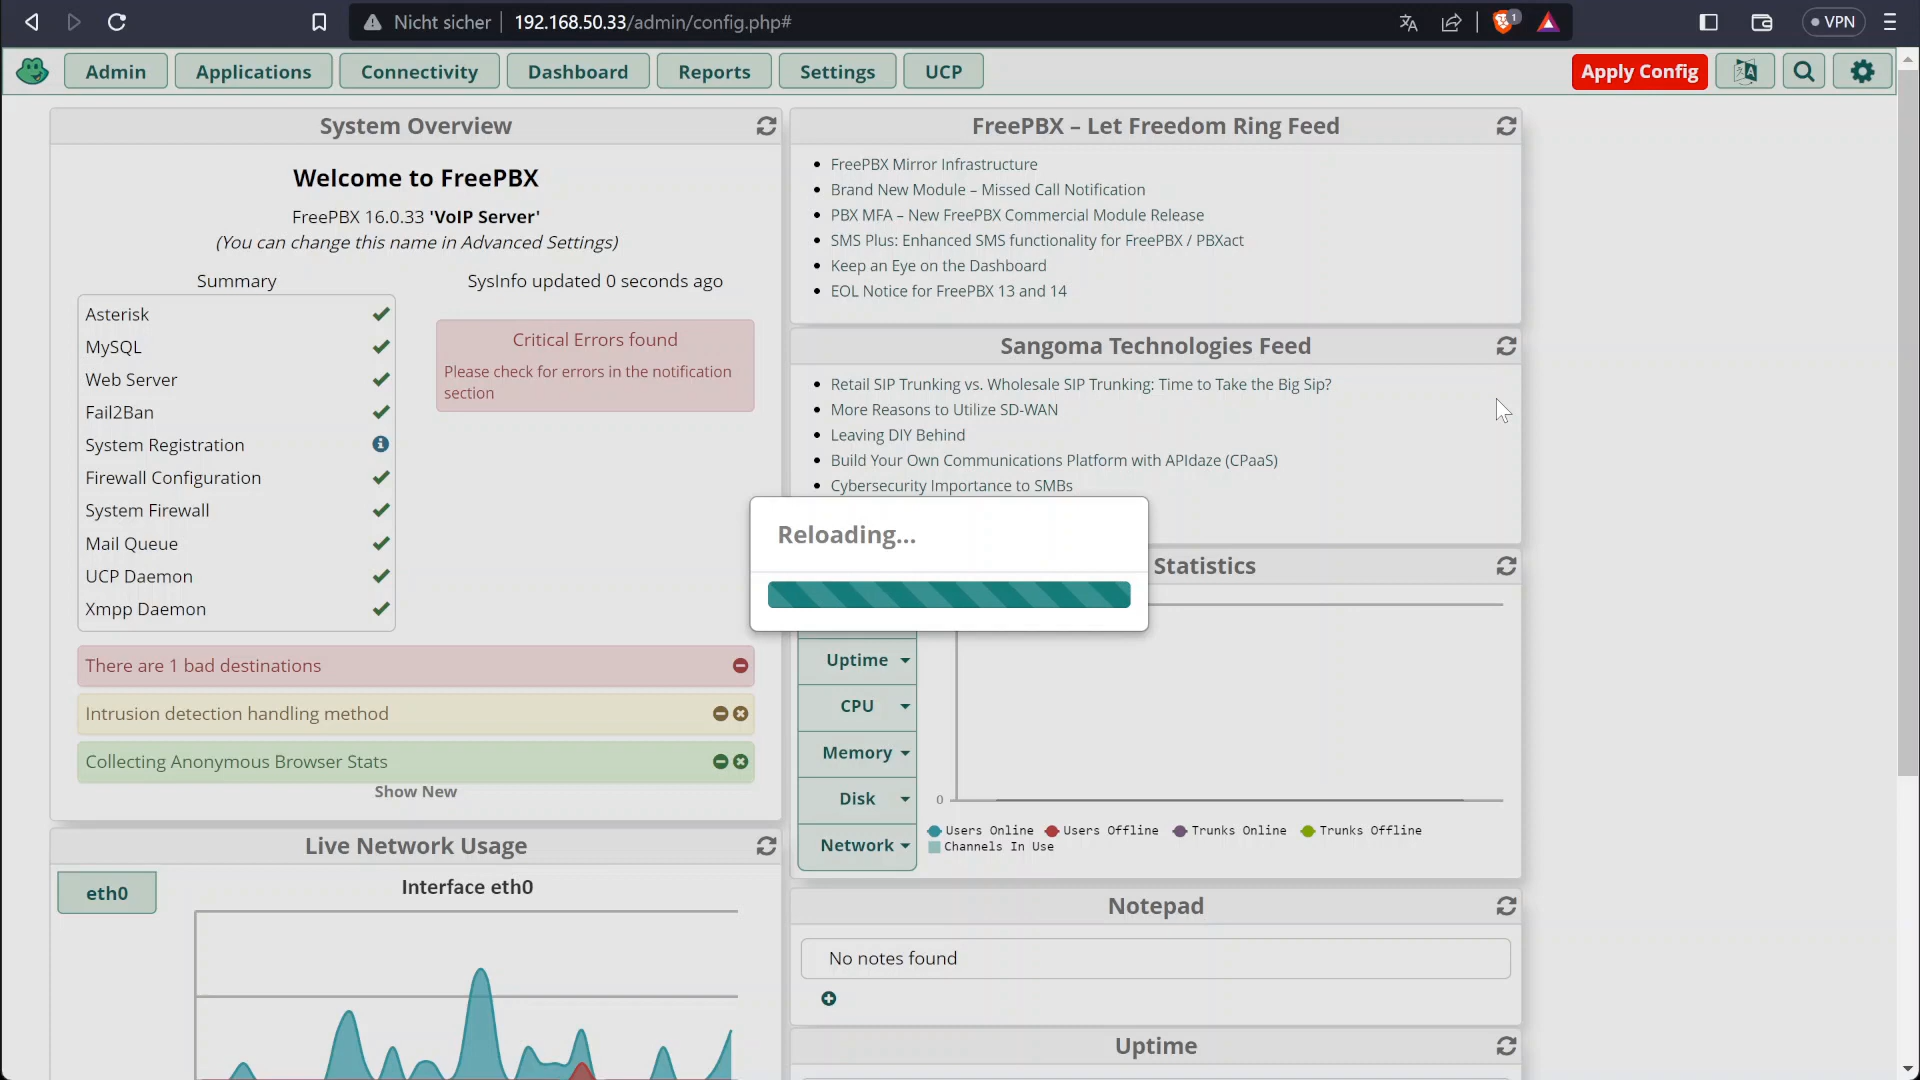 Nicht sicher 192.168.50.33/admin/config.php# 1 VPN
Admin Applications Connectivity Dashboard Reports Settings UCP Apply Config
System Overview
Welcome to FreePBX
FreePBX 16.0.33 'VoIP Server'
(You can change this name in Advanced Settings)
Summary
SysInfo updated 0 seconds ago
Asterisk
MySQL
Web Server
Fail2Ban
System Registration
Firewall Configuration
System Firewall
Mail Queue
UCP Daemon
Xmpp Daemon
Critical Errors found
Please check for errors in the notification
section
There are 1 bad destinations
Intrusion detection handling method
Collecting Anonymous Browser Stats
Show New
Live Network Usage
eth0
Interface eth0
FreePBX – Let Freedom Ring Feed
FreePBX Mirror Infrastructure
Brand New Module – Missed Call Notification
PBX MFA – New FreePBX Commercial Module Release
SMS Plus: Enhanced SMS functionality for FreePBX / PBXact
Keep an Eye on the Dashboard
EOL Notice for FreePBX 13 and 14
Sangoma Technologies Feed
Retail SIP Trunking vs. Wholesale SIP Trunking: Time to Take the Big Sip?
More Reasons to Utilize SD-WAN
Leaving DIY Behind
Build Your Own Communications Platform with APIdaze (CPaaS)
Cybersecurity Importance to SMBs
Reloading...
Statistics
Uptime
CPU
Memory
Disk
Network
0
Users Online Users Offline Trunks Online Trunks Offline
Channels In Use
Notepad
No notes found
Uptime